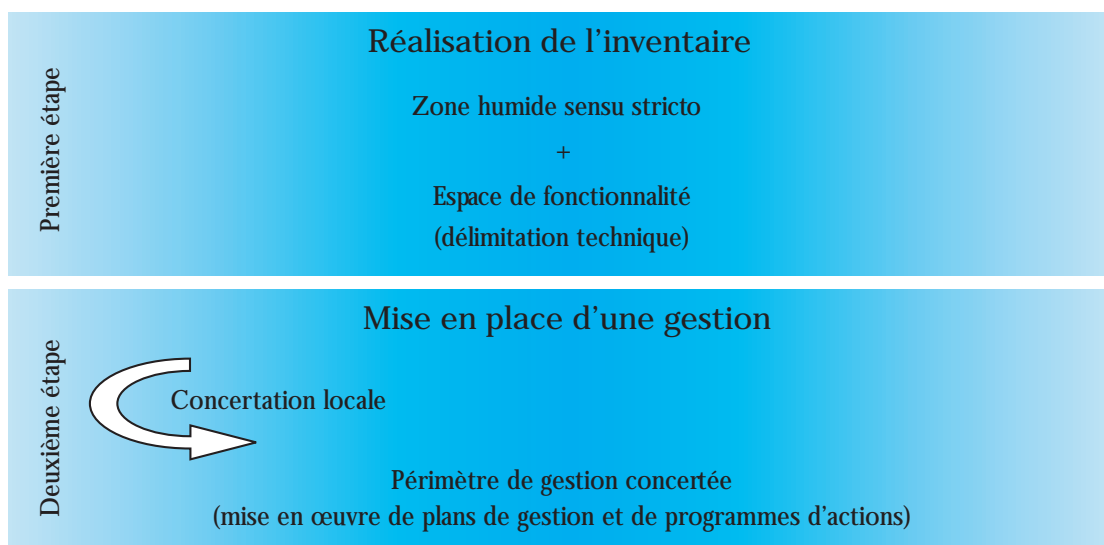 Première étape
Réalisation de l'inventaire
Zone humide sensu stricto
+
Espace de fonctionnalité
(délimitation technique)
Deuxième étape
Mise en place d'une gestion
Concertation locale
Périmètre de gestion concertée
(mise en œuvre de plans de gestion et de programmes d'actions)